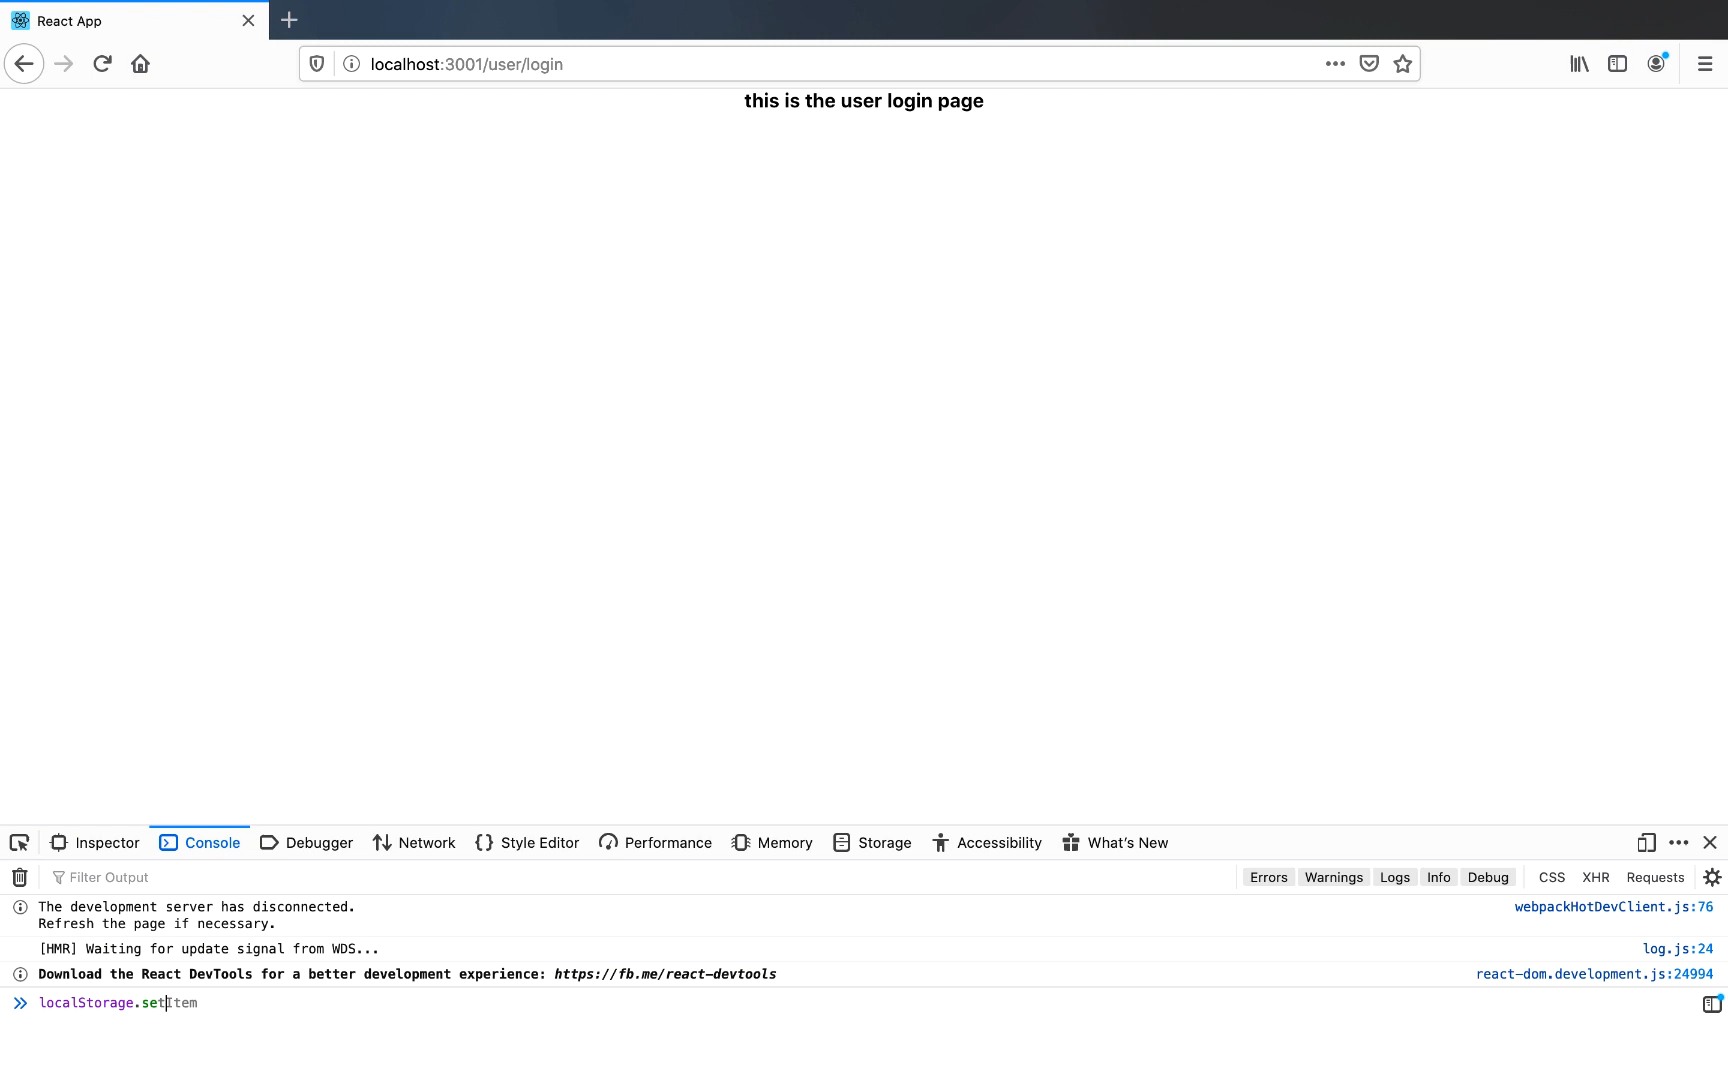 React App
localhost:3001/user/login
this is the user login page
Inspector Console Debugger Network Style Editor Performance Memory Storage Accessibility What's New
Filter Output Errors Warnings Logs Info Debug CSS XHR Requests
The development server has disconnected. webpackHotDevClient.js:76
Refresh the page if necessary.
[HMR] Waiting for update signal from WDS... log.js:24
Download the React DevTools for a better development experience: https://fb.me/react-devtools react-dom.development.js:24994
localStorage.setItem